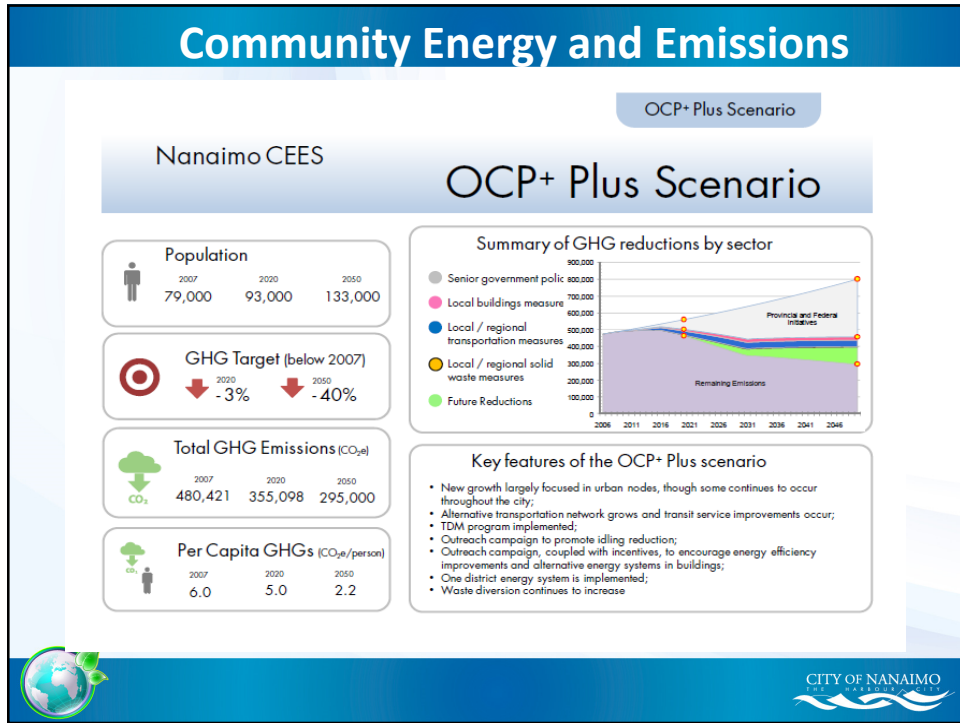 Community Energy and Emissions
OCP+ Plus Scenario
Nanaimo CEES
OCP+ Plus Scenario
Population
2007 2020 2050
79,000 93,000 133,000
GHG Target (below 2007)
2020 2050
- 3% - 40%
Total GHG Emissions (CO₂e)
2007 2020 2050
480,421 355,098 295,000
CO₂
Per Capita GHGs (CO₂e/person)
2007 2020 2050
6.0 5.0 2.2
CO₂
Summary of GHG reductions by sector
Senior government polic
Local buildings measure
Local / regional
transportation measures
Local / regional solid
waste measures
Future Reductions
900,000
800,000
700,000
600,000
500,000
400,000
300,000
200,000
100,000
0
2006 2011 2016 2021 2026 2031 2036 2041 2046
Provincial and Federal
Initiatives
Remaining Emissions
Key features of the OCP+ Plus scenario
• New growth largely focused in urban nodes, though some continues to occur
throughout the city;
• Alternative transportation network grows and transit service improvements occur;
• TDM program implemented;
• Outreach campaign to promote idling reduction;
• Outreach campaign, coupled with incentives, to encourage energy efficiency
improvements and alternative energy systems in buildings;
• One district energy system is implemented;
• Waste diversion continues to increase
CITY OF NANAIMO
THE HARBOUR CITY